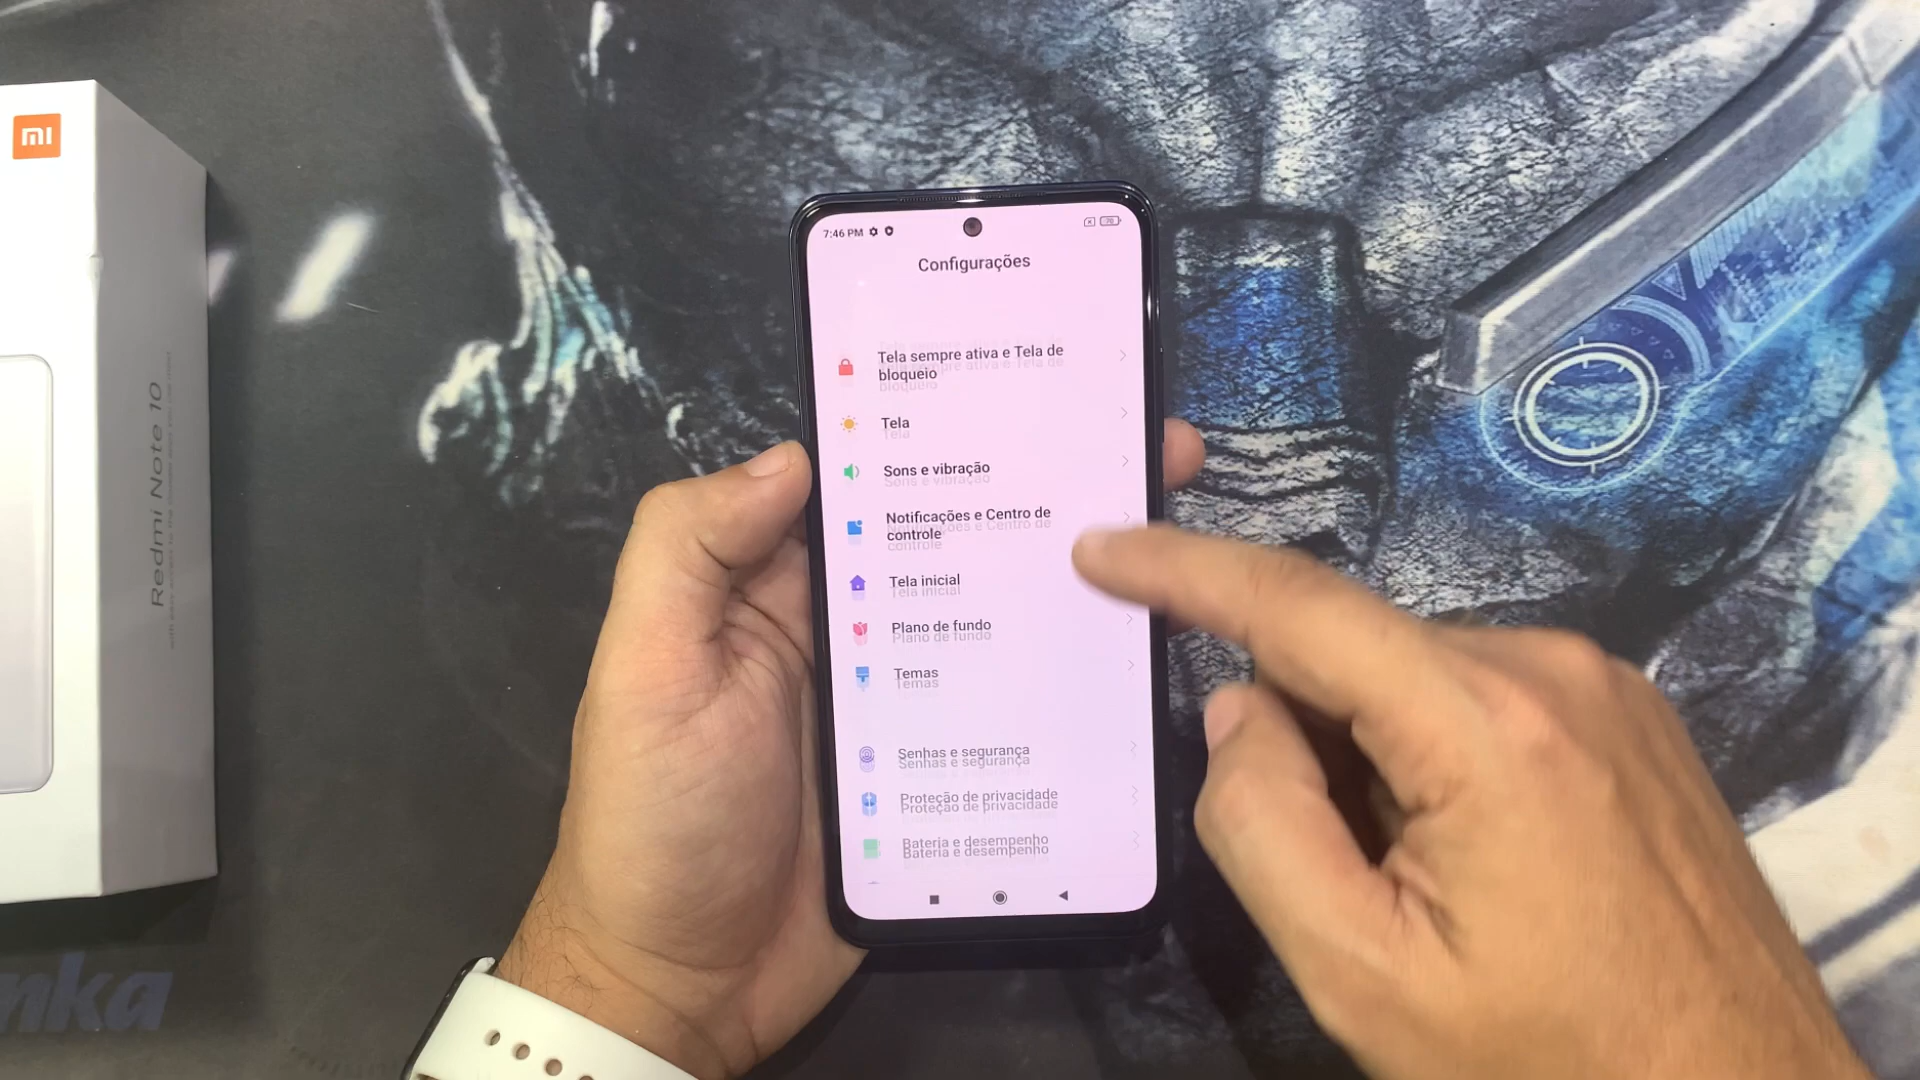 mi
Redmi Note 10
7:46 PM
70
Configurações
Tela sempre ativa e Tela de
bloqueio
Tela
Sons e vibração
Notificações e Centro de
controle
Tela inicial
Plano de fundo
Temas
Senhas e segurança
Proteção de privacidade
Bateria e desempenho
nka